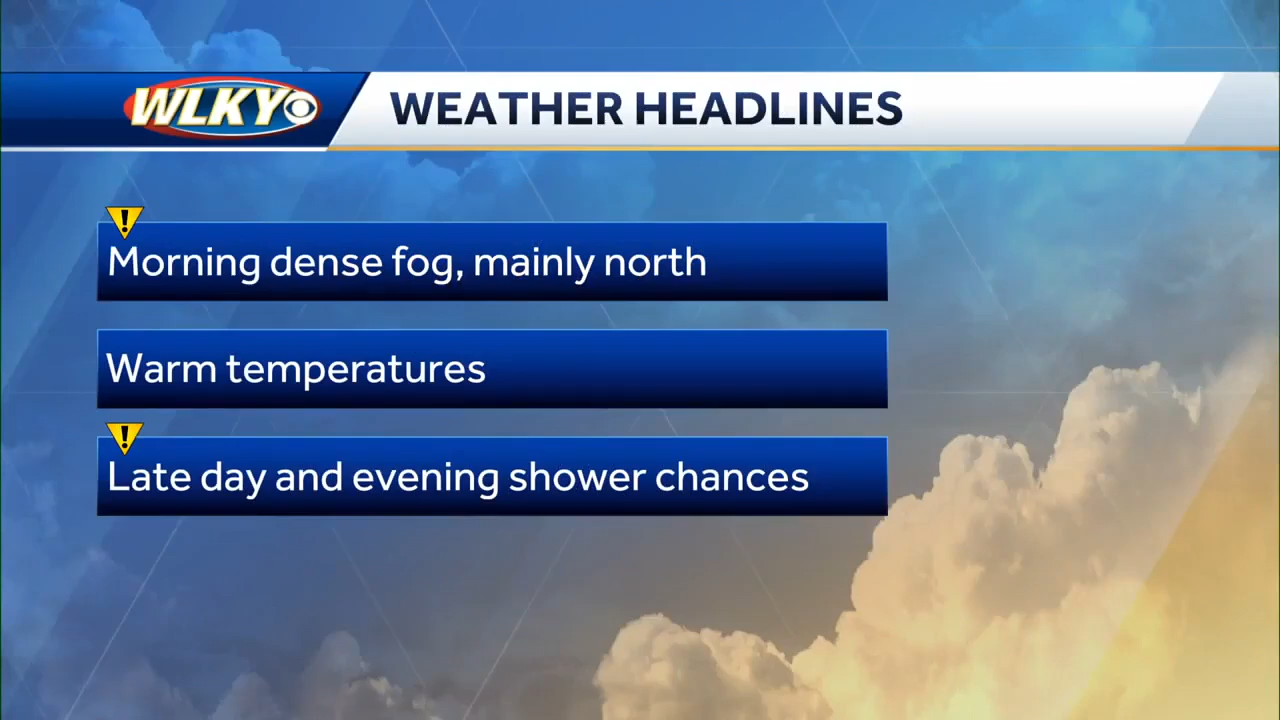 WLKY
WEATHER HEADLINES
!
Morning dense fog, mainly north
Warm temperatures
!
Late day and evening shower chances